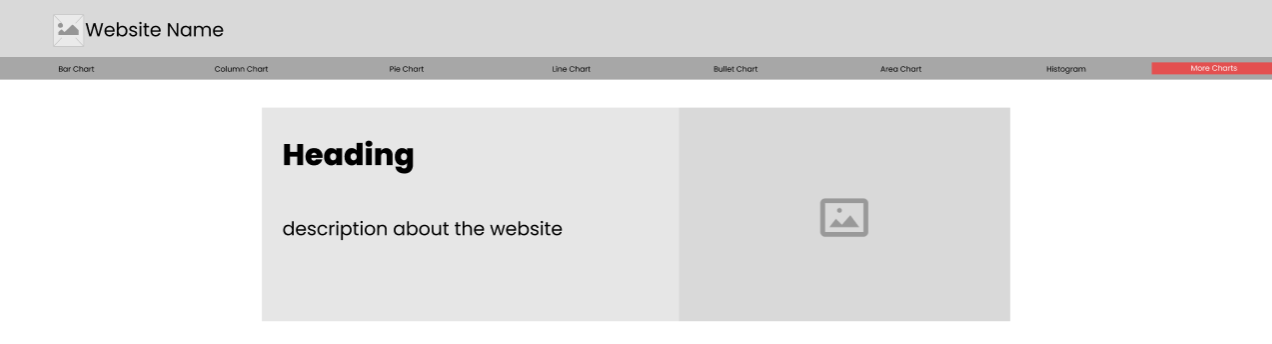 Website Name
Bar Chart Column Chart Pie Chart Line Chart Bullet Chart Area Chart Histogram More Charts
Heading
description about the website